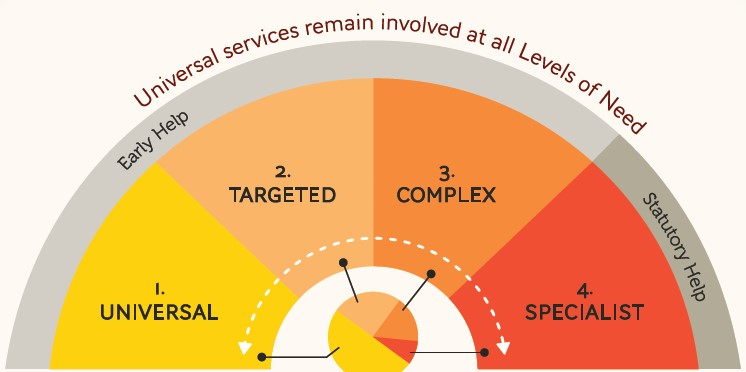 Universal services remain involved at all Levels of Need
Early Help
Statutory Help
1.
UNIVERSAL
2.
TARGETED
3.
COMPLEX
4.
SPECIALIST